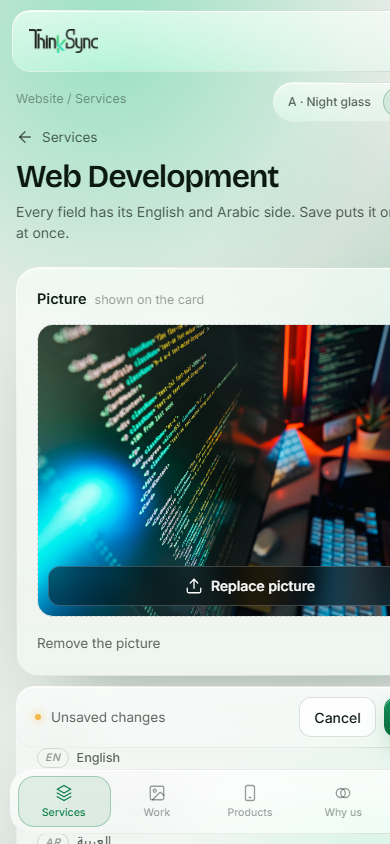 ThinkSync
Website / Services
A · Night glass
← Services
Web Development
Every field has its English and Arabic side. Save puts it
at once.
Picture shown on the card
Replace picture
Remove the picture
Unsaved changes
Cancel
EN English
Services
Work
Products
Why us
AR العربية